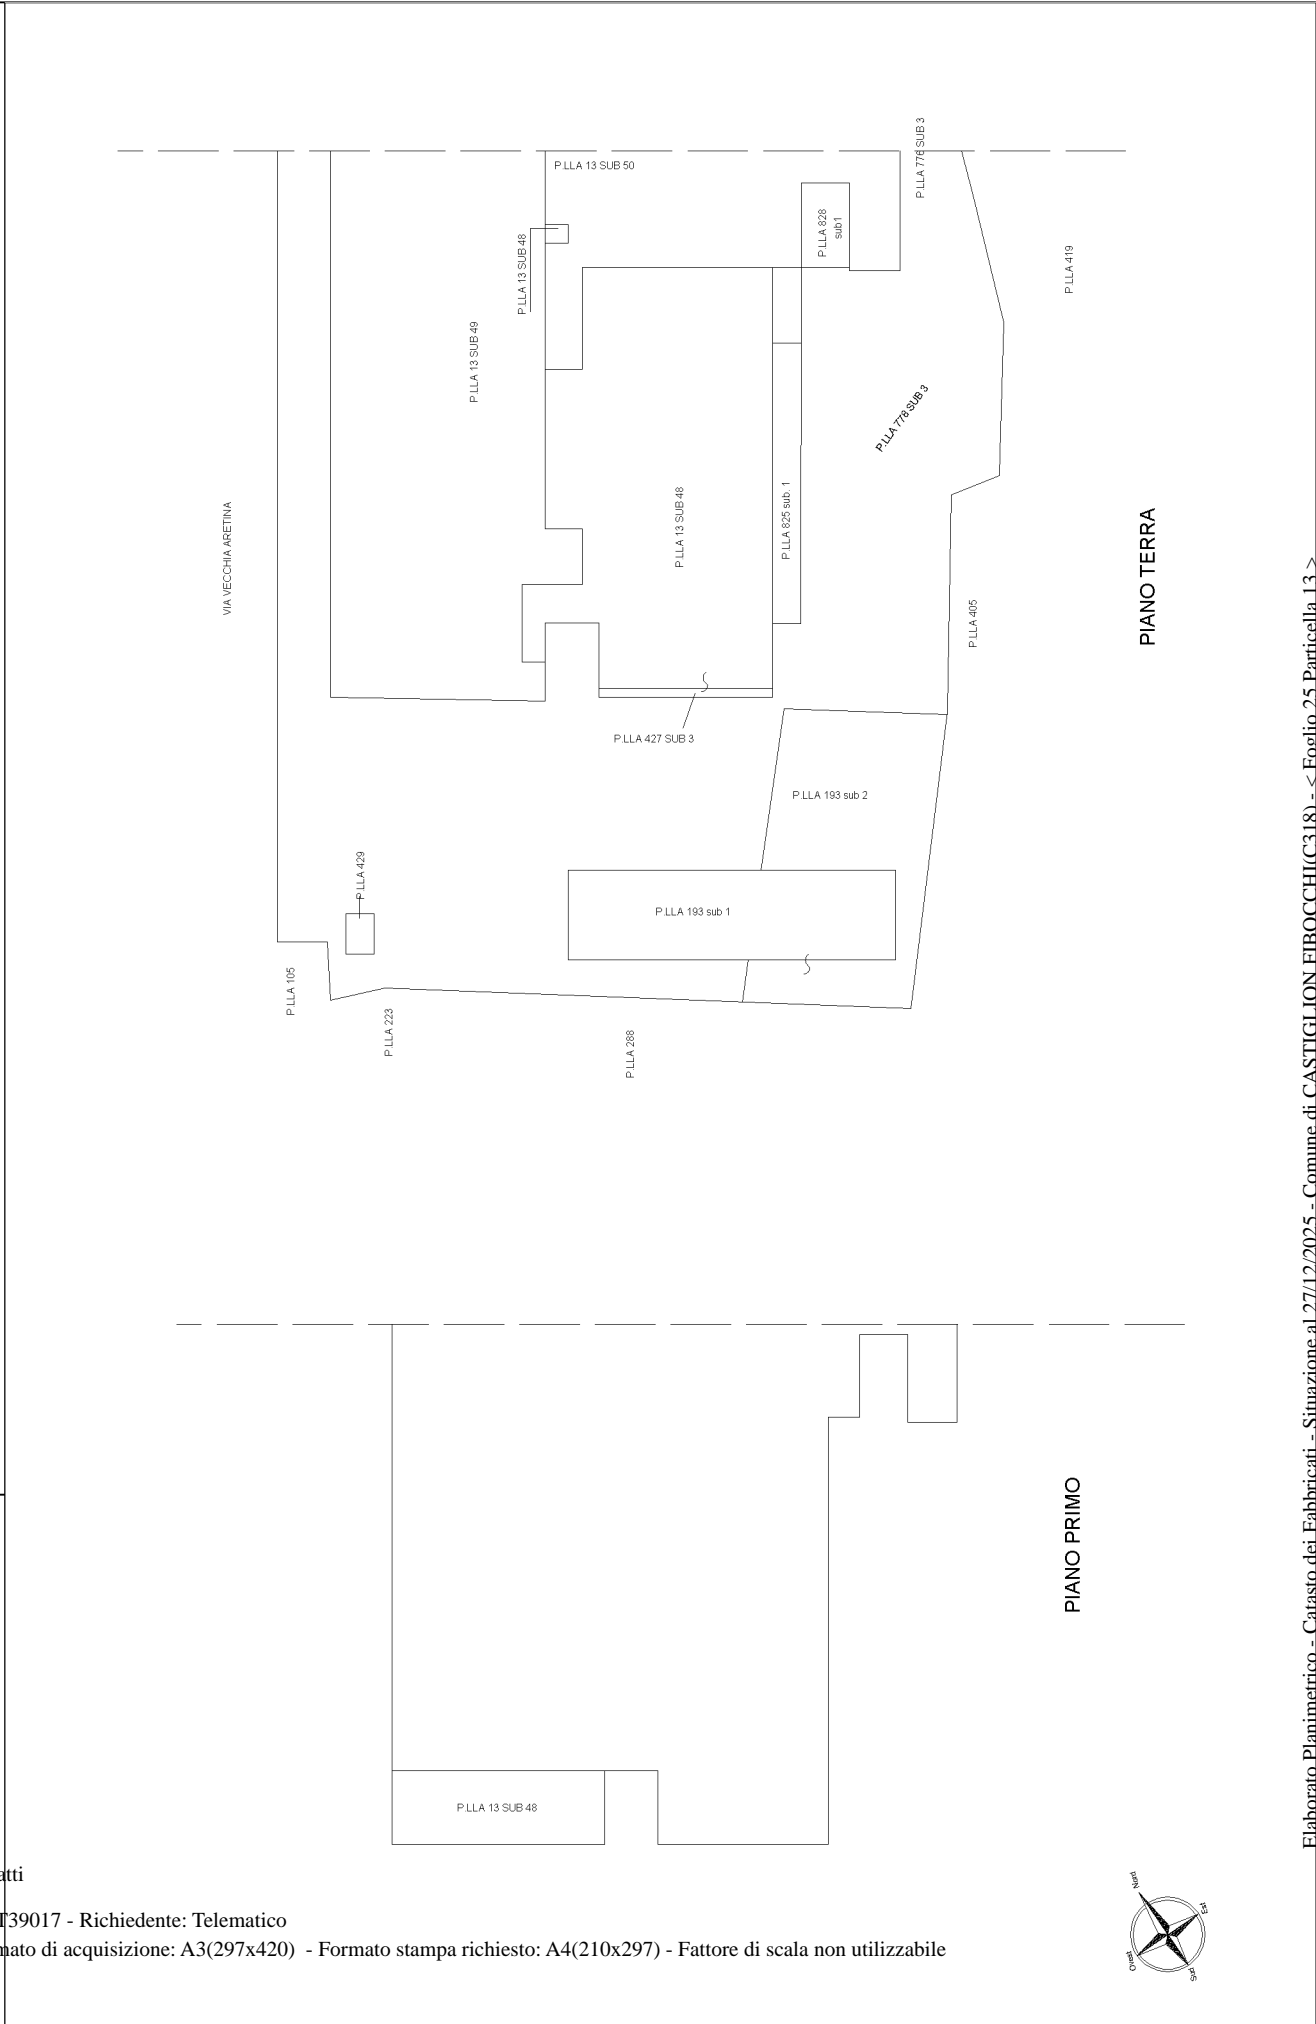 P.LLA 13 SUB 50
P.LLA 776 SUB 3
P.LLA 828
sub1
P.LLA 13 SUB 48
P.LLA 419
P.LLA 13 SUB 49
P.LLA 778 SUB 3
VIA VECCHIA ARETINA
P.LLA 13 SUB 48
P.LLA 825 sub. 1
PIANO TERRA
P.LLA 405
P.LLA 427 SUB 3
P.LLA 193 sub 2
P.LLA 429
P.LLA 193 sub 1
P.LLA 105
P.LLA 223
P.LLA 288
PIANO PRIMO
P.LLA 13 SUB 48
Elaborato Planimetrico - Catasto dei Fabbricati - Situazione al 27/12/2025 - Comune di CASTIGLION FIBOCCHI(C318) - < Foglio 25 Particella 13 >
Nord
Est
Ovest
Sud
atti
T39017 - Richiedente: Telematico
mato di acquisizione: A3(297x420) - Formato stampa richiesto: A4(210x297) - Fattore di scala non utilizzabile